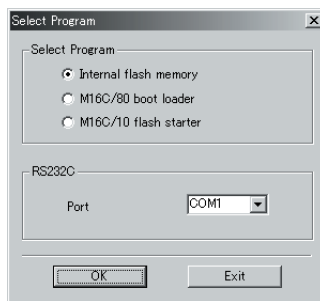 Select Program
Select Program
Internal flash memory
M16C/80 boot loader
M16C/10 flash starter
RS232C
Port COM1
OK Exit